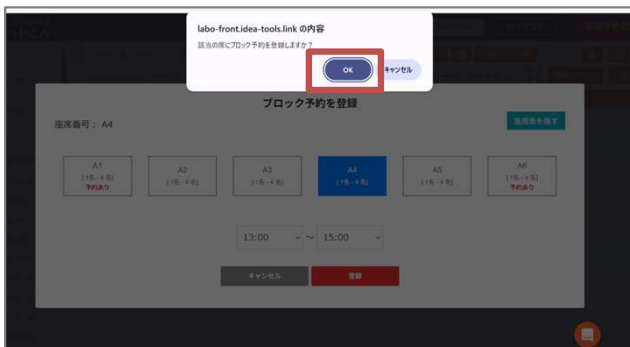 labo-front.idea-tools.link の内容
該当の席にブロック予約を登録しますか？
OK キャンセル
ブロック予約を登録
座席番号： A4
座席表を隠す
A1 A2 A3 A4 A5 A6
[1名-4名] [1名-4名] [1名-4名] [1名-4名] [1名-4名] [1名-4名]
予約あり 予約あり
13:00 ～ 15:00
キャンセル 登録